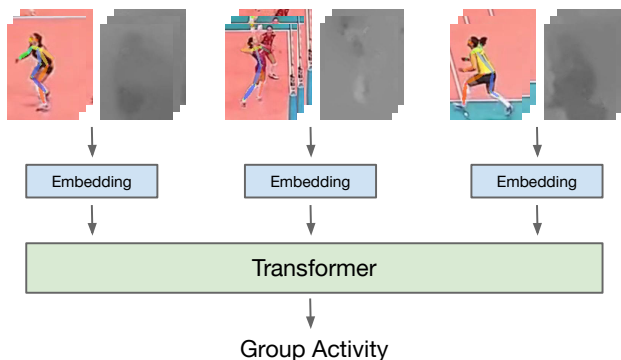 Embedding
Embedding
Embedding
Transformer
Group Activity